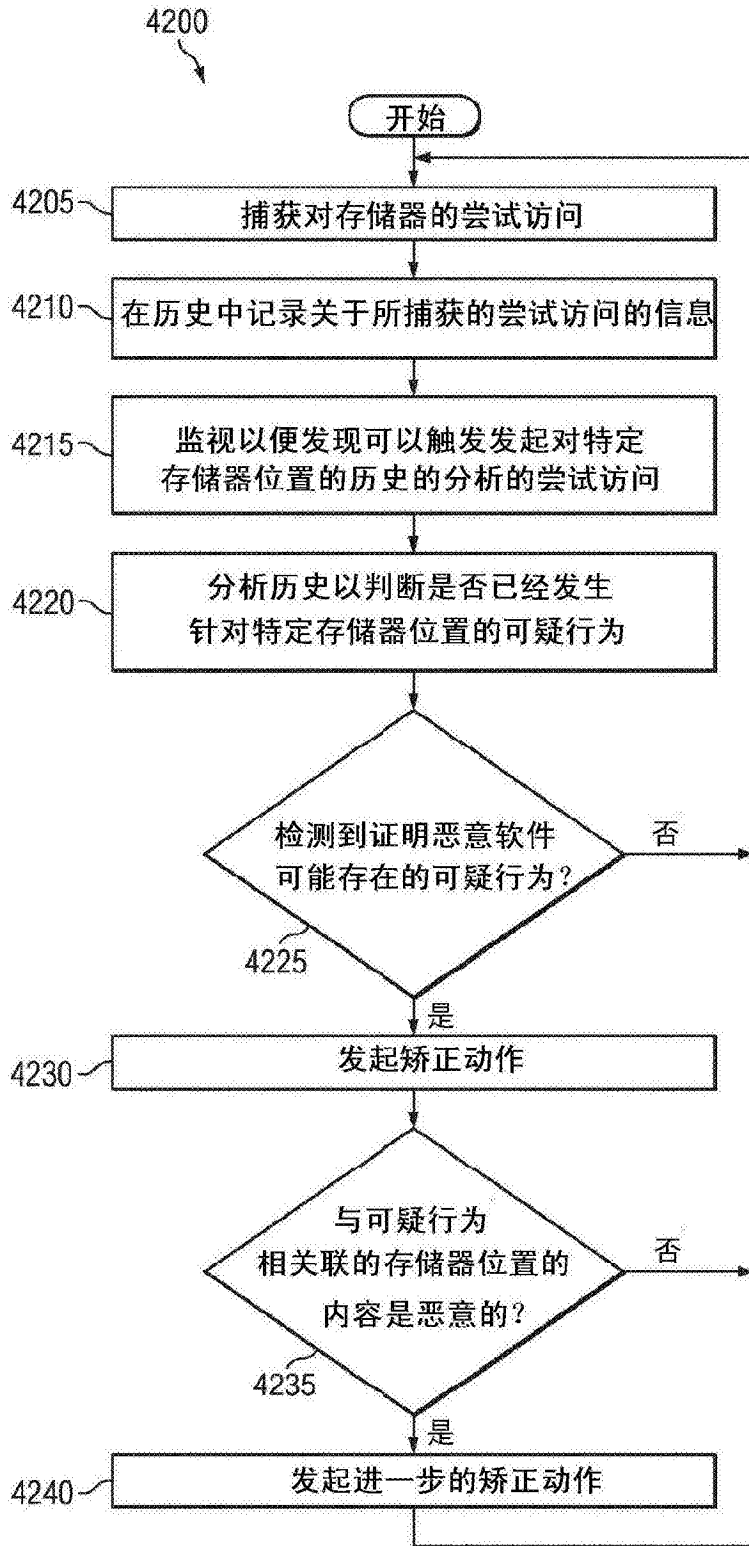 4200
开始
4205
捕获对存储器的尝试访问
4210
在历史中记录关于所捕获的尝试访问的信息
4215
监视以便发现可以触发发起对特定
存储器位置的历史的分析的尝试访问
4220
分析历史以判断是否已经发生
针对特定存储器位置的可疑行为
检测到证明恶意软件
可能存在的可疑行为?
否
4225
是
4230
发起矫正动作
与可疑行为
相关联的存储器位置的
内容是恶意的?
否
4235
是
4240
发起进一步的矫正动作